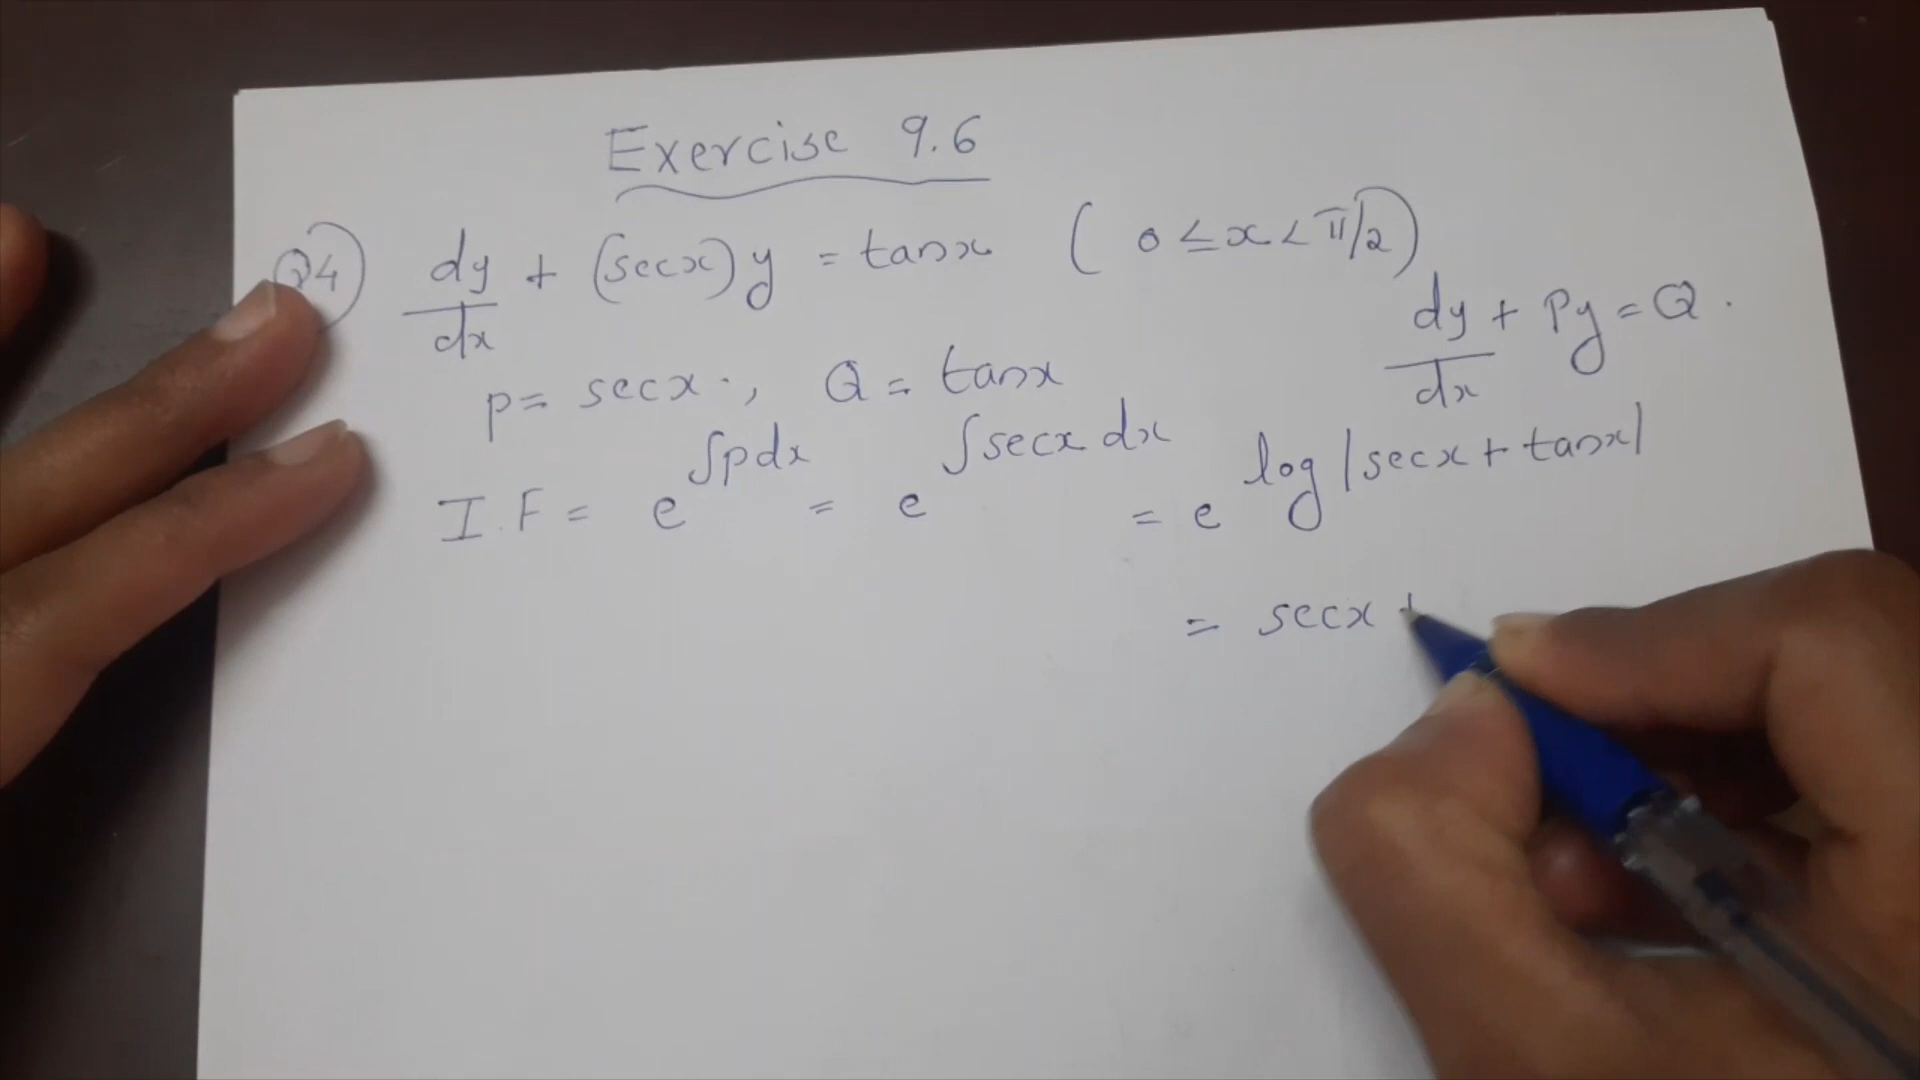 Exercise 9.6
Q4) dy/dx + (secx)y = tanx ( 0 ≤ x < π/2)
dy/dx + Py = Q .
P = secx ., Q = tanx
I.F = e^∫pdx = e^∫secx dx = e^log|secx + tanx|
= secx +